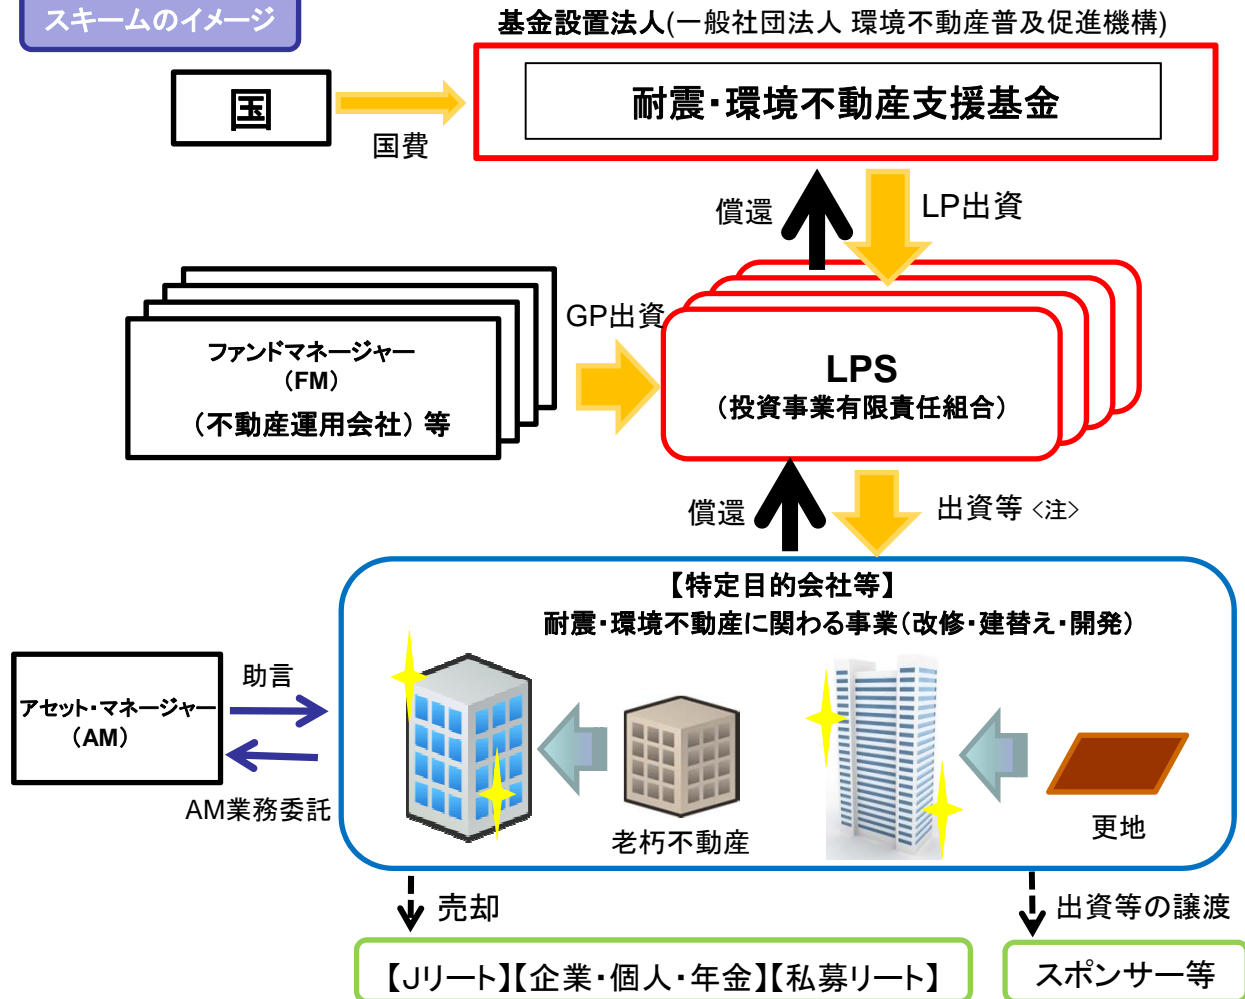 スキームのイメージ
基金設置法人(一般社団法人 環境不動産普及促進機構)
国
国費
耐震・環境不動産支援基金
償還
LP出資
ファンドマネージャー
（FM）
（不動産運用会社）等
GP出資
LPS
（投資事業有限責任組合）
償還
出資等 <注>
【特定目的会社等】
耐震・環境不動産に関わる事業（改修・建替え・開発）
アセット・マネージャー
（AM）
助言
AM業務委託
老朽不動産
更地
売却
出資等の譲渡
【Jリート】【企業・個人・年金】【私募リート】
スポンサー等